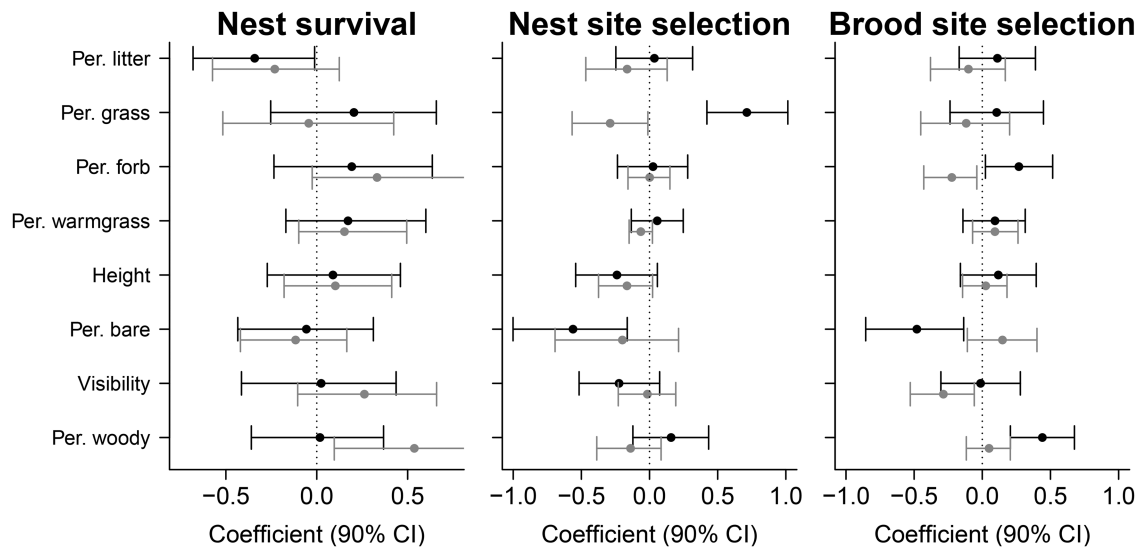 Nest survival Nest site selection Brood site selection
Per. litter
Per. grass
Per. forb
Per. warmgrass
Height
Per. bare
Visibility
Per. woody
−0.5 0.0 0.5 −1.0 −0.5 0.0 0.5 1.0 −1.0 −0.5 0.0 0.5 1.0
Coefficient (90% CI) Coefficient (90% CI) Coefficient (90% CI)